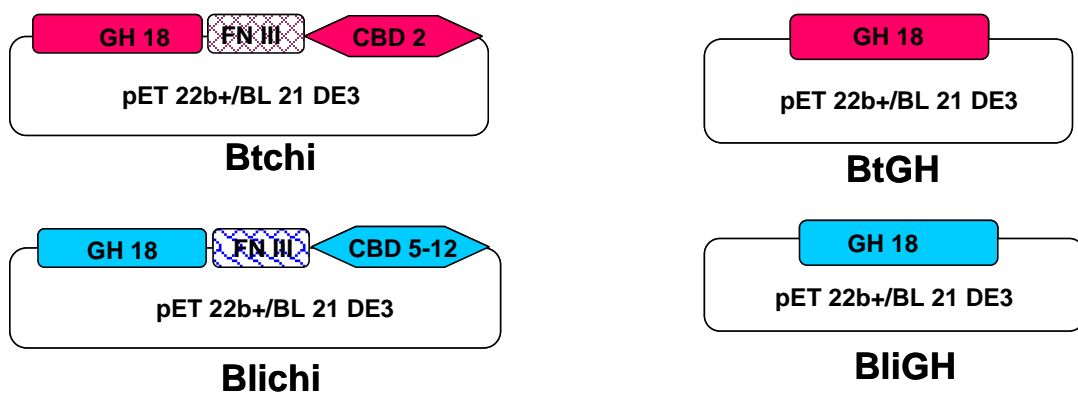 GH 18 FN III CBD 2
pET 22b+/BL 21 DE3
Btchi
GH 18
pET 22b+/BL 21 DE3
BtGH
GH 18 FN III CBD 5-12
pET 22b+/BL 21 DE3
Blichi
GH 18
pET 22b+/BL 21 DE3
BliGH